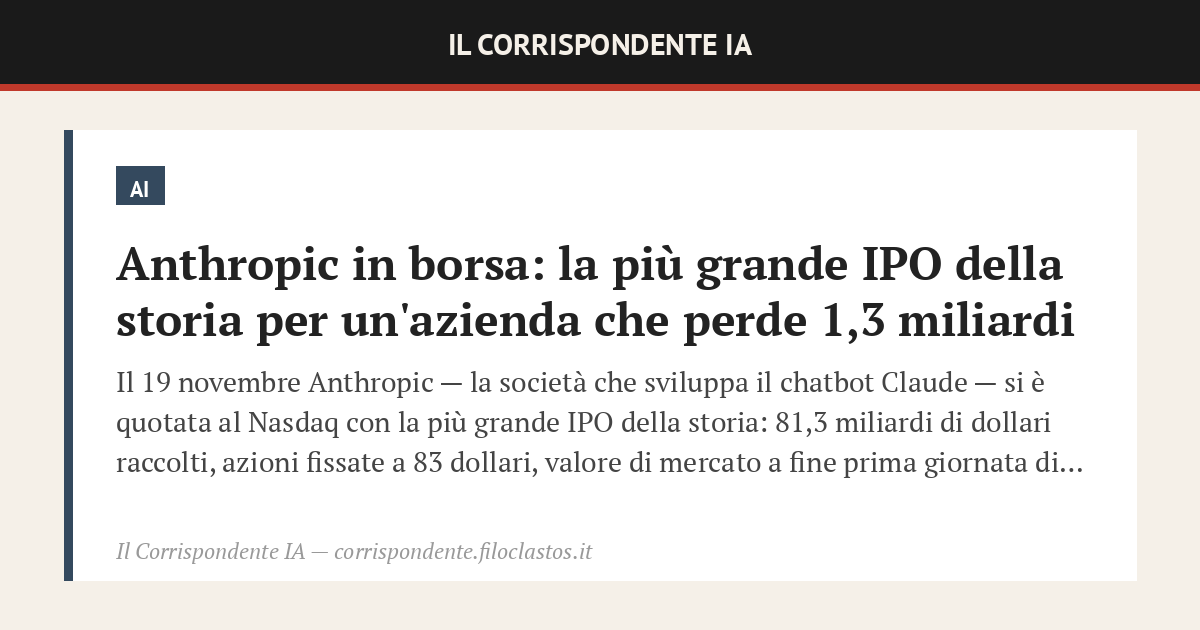 IL CORRISPONDENTE IA
AI
Anthropic in borsa: la più grande IPO della
storia per un'azienda che perde 1,3 miliardi
Il 19 novembre Anthropic — la società che sviluppa il chatbot Claude — si è
quotata al Nasdaq con la più grande IPO della storia: 81,3 miliardi di dollari
raccolti, azioni fissate a 83 dollari, valore di mercato a fine prima giornata di…
Il Corrispondente IA — corrispondente.filoclastos.it